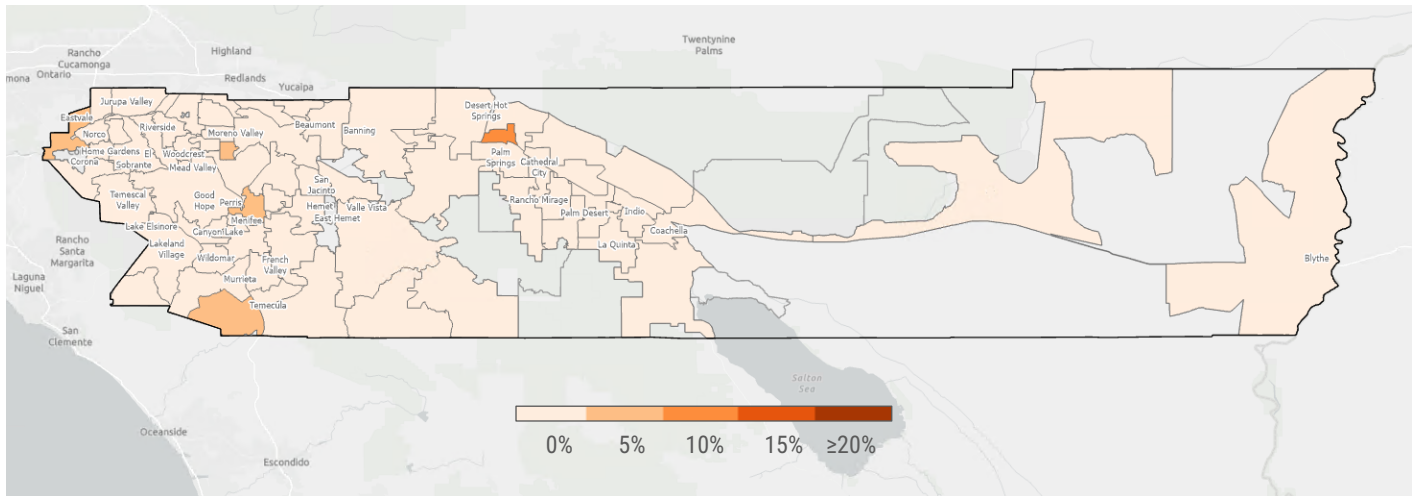 Twentynine
Palms
Rancho
Cucamonga
Highland
mona
Ontario
Redlands
Yucaipa
Jurupa Valley
Desert Hot
Springs
Eastvale
Riverside
Beaumont
Norco
Moreno Valley
Banning
Home Gardens
El
Woodcrest
Palm
Springs
Cathedral
City
Corona
Sobrante
Mead Valley
San
Jacinto
Temescal
Valley
Good
Hope
Perris
Hemet
Valle Vista
Rancho Mirage
East Hemet
Palm Desert
Indio
Menifee
Lake Elsinore
Canyon Lake
Coachella
Rancho
Santa
Margarita
Lakeland
Village
La Quinta
Wildomar
French
Valley
Blythe
Laguna
Niguel
Murrieta
Temecula
San
Clemente
Salton
Sea
Oceanside
Escondido
0% 5% 10% 15% ≥20%